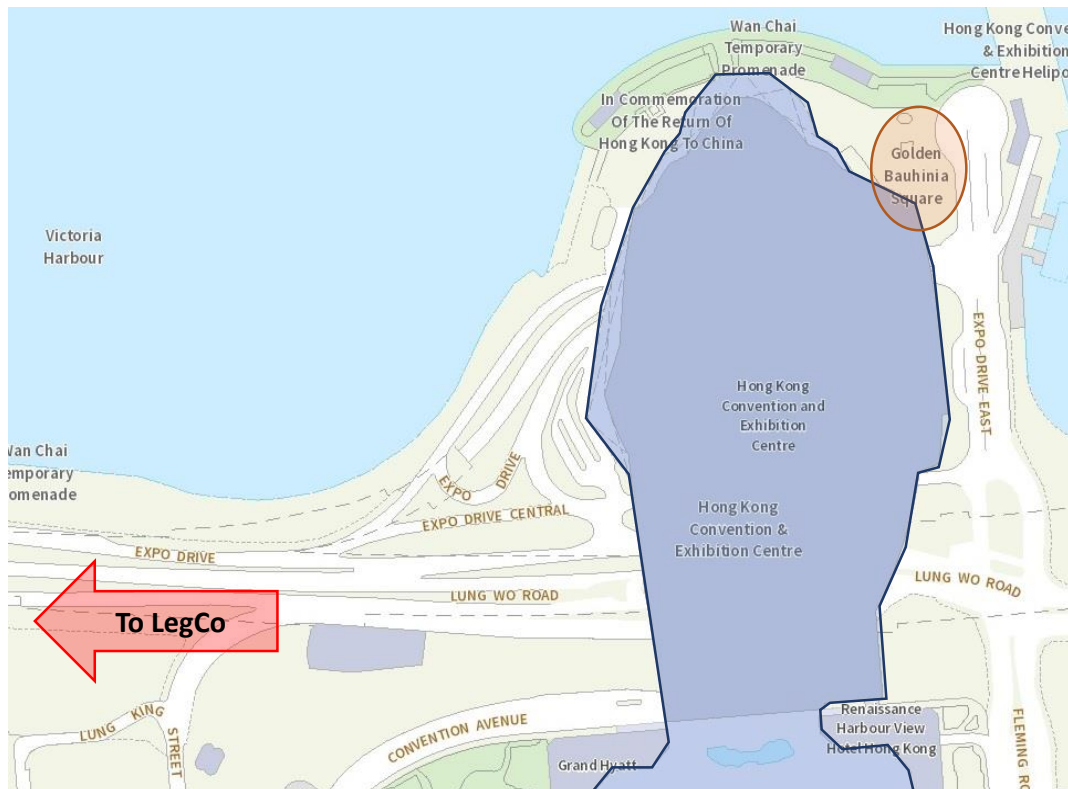 Wan Chai
Temporary
Promenade
Hong Kong Conve
& Exhibition
Centre Helipo
In Commemoration
Of The Return Of
Hong Kong To China
Golden
Bauhinia
Square
Victoria
Harbour
EXPO DRIVE EAST
Hong Kong
Convention and
Exhibition
Centre
Wan Chai
emporary
omenade
EXPO DRIVE
EXPO DRIVE CENTRAL
Hong Kong
Convention &
Exhibition Centre
EXPO DRIVE
LUNG WO ROAD
LUNG WO ROAD
To LegCo
LUNG KING STREET
CONVENTION AVENUE
Renaissance
Harbour View
Hotel Hong Kong
FLEMING RO
Grand Hyatt